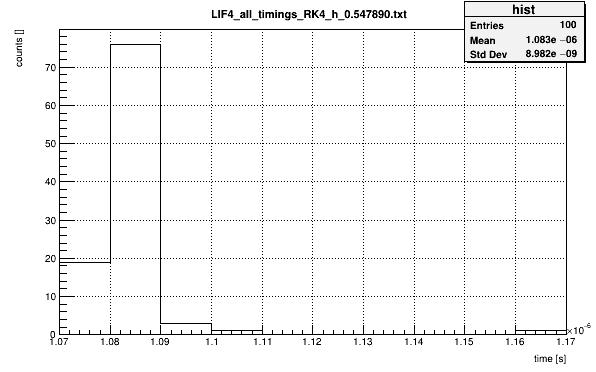 LIF4_all_timings_RK4_h_0.547890.txt
hist
Entries 100
Mean 1.083e −06
Std Dev 8.982e −09
counts []
70
60
50
40
30
20
10
0
1.07 1.08 1.09 1.1 1.11 1.12 1.13 1.14 1.15 1.16 1.17
×10⁻⁶
time [s]